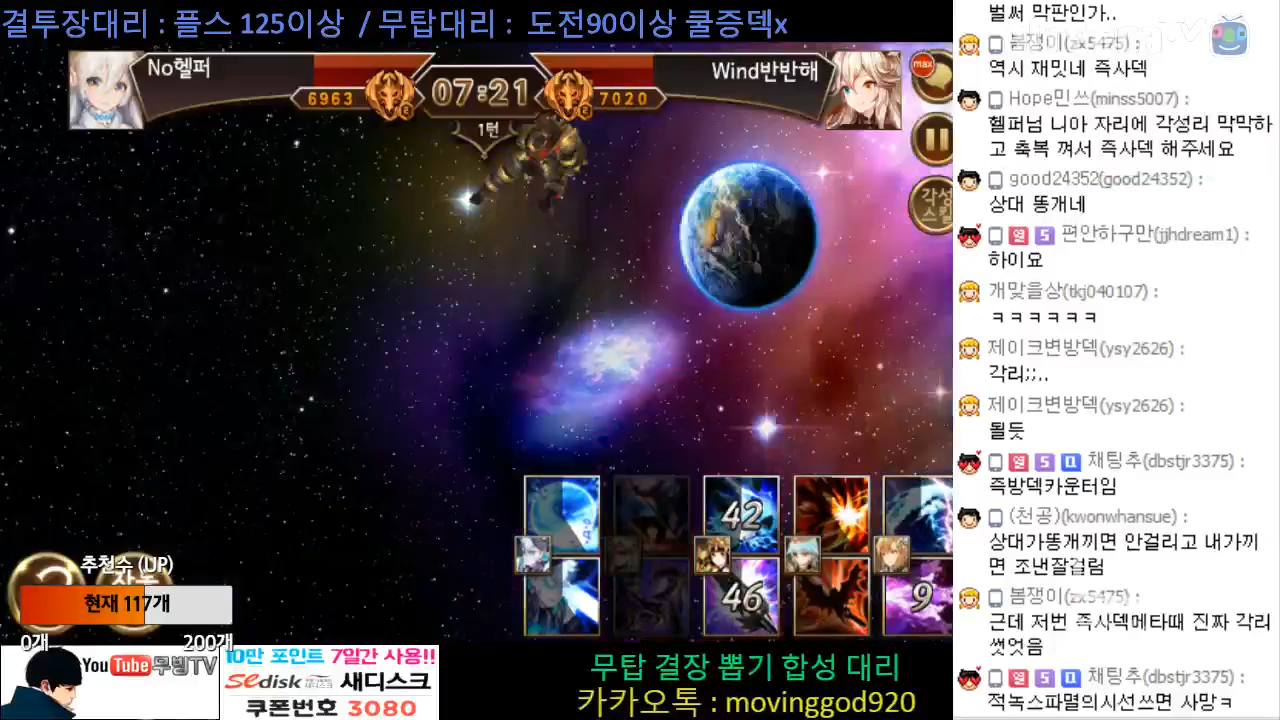 결투장대리 : 플스 125이상 / 무탑대리 : 도전90이상 쿨증덱x
No헬퍼
6963
07:21
1턴
7020
Wind반반해
max
각성
스킬
42
46
9
추천수 (UP)
현재 117개
0개
200개
YouTube 무빙TV
10만 포인트 7일간 사용!!
Sedisk 새디스크
쿠폰번호 3080
무탑 결장 뽑기 합성 대리
카카오톡 : movinggod920
벌써 막판인가..
봄쟁이(zx5475) :
역시 재밋네 즉사덱
Hope민쓰(minss5007) :
헬퍼님 니아 자리에 각성리 막막하
고 축복 껴서 즉사덱 해주세요
good24352(good24352) :
상대 똥개네
열 S 편안하구만(jjhdream1) :
하이요
개맞을상(tkj040107) :
ㅋㅋㅋㅋㅋㅋ
제이크변방덱(ysy2626) :
각리;;..
제이크변방덱(ysy2626) :
될듯
열 S 채팅추(dbstjr3375) :
즉방덱카운터임
(천공)(kwonwhansue) :
상대가똥개끼면 안걸리고 내가끼
면 조낸잘걸림
봄쟁이(zx5475) :
근데 저번 즉사덱메타때 진짜 각리
썻엇음
열 S 채팅추(dbstjr3375) :
적녹스파멸의시선쓰면 사망ㅋ